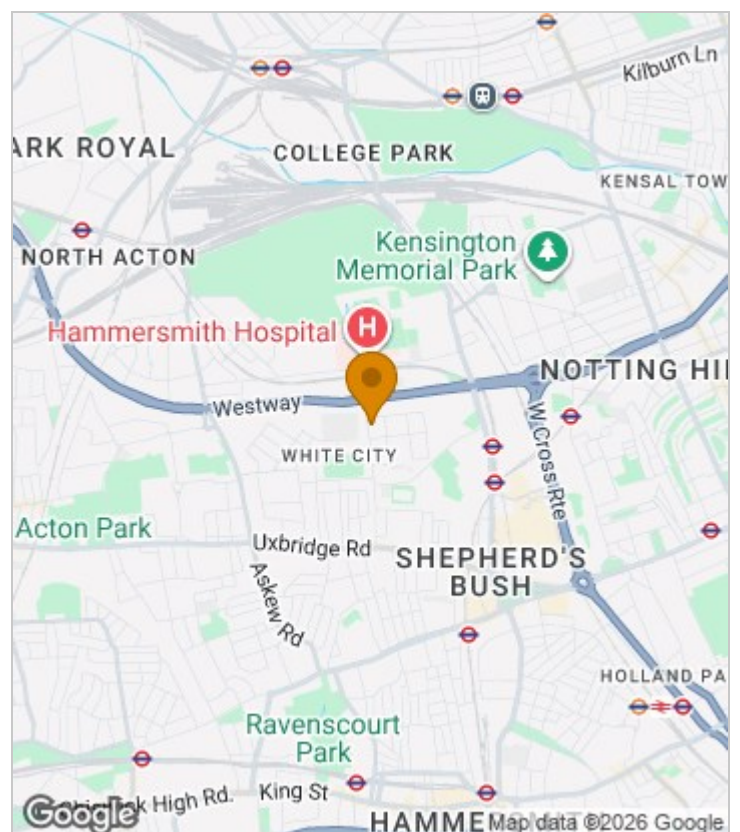 Kilburn Ln
ARK ROYAL
COLLEGE PARK
KENSAL TOW
Kensington
Memorial Park
NORTH ACTON
Hammersmith Hospital
H
NOTTING HI
Westway
W Cross Rte
WHITE CITY
Acton Park
Uxbridge Rd
SHEPHERD'S
BUSH
Askew Rd
HOLLAND PA
Ravenscourt
Park
k High Rd.
King St
Google
HAMME
Map data ©2026 Google